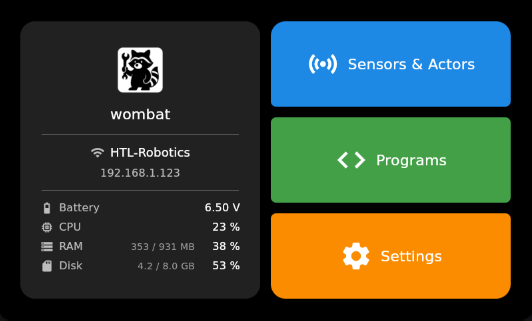 wombat
HTL-Robotics
192.168.1.123
Battery 6.50 V
CPU 23 %
RAM 353 / 931 MB 38 %
Disk 4.2 / 8.0 GB 53 %
Sensors & Actors
Programs
Settings